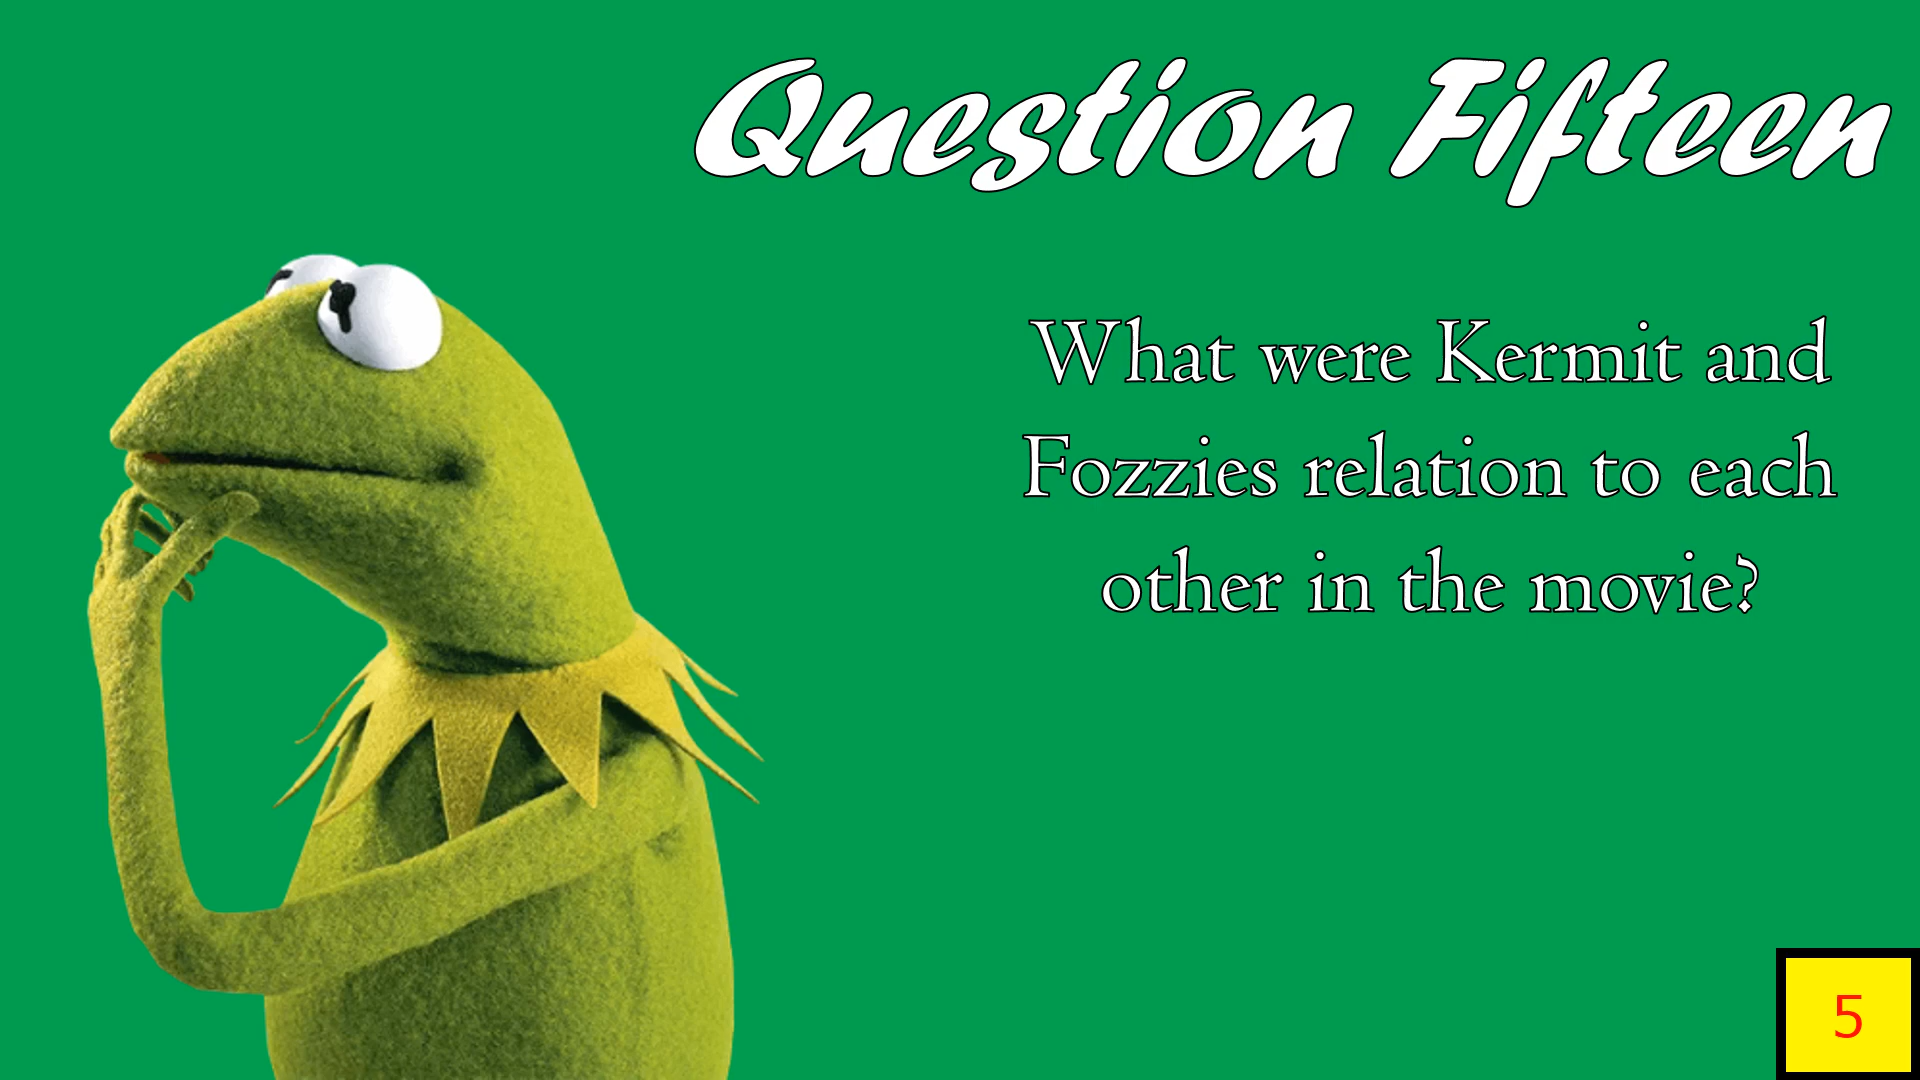 Question Fifteen
What were Kermit and
Fozzies relation to each
other in the movie?
5